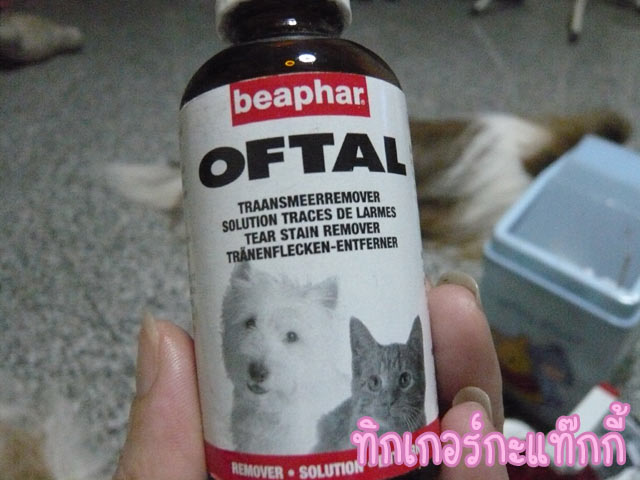 beaphar
OFTAL
TRAANSMEERREMOVER
SOLUTION TRACES DE LARMES
TEAR STAIN REMOVER
TRÄNENFLECKEN-ENTFERNER
REMOVER • SOLUTION
ทิกเกอร์กะแท๊กกี้